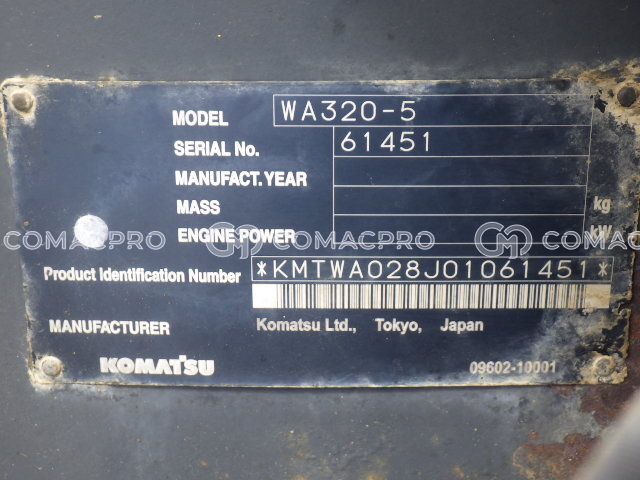 MODEL WA320-5
SERIAL No. 61451
MANUFACT.YEAR
MASS kg
ENGINE POWER kW
COMACPRO COMACPRO COMACPRO
Product Identification Number *KMTWA028J01061451*
MANUFACTURER Komatsu Ltd., Tokyo, Japan
KOMATSU 09602-10001